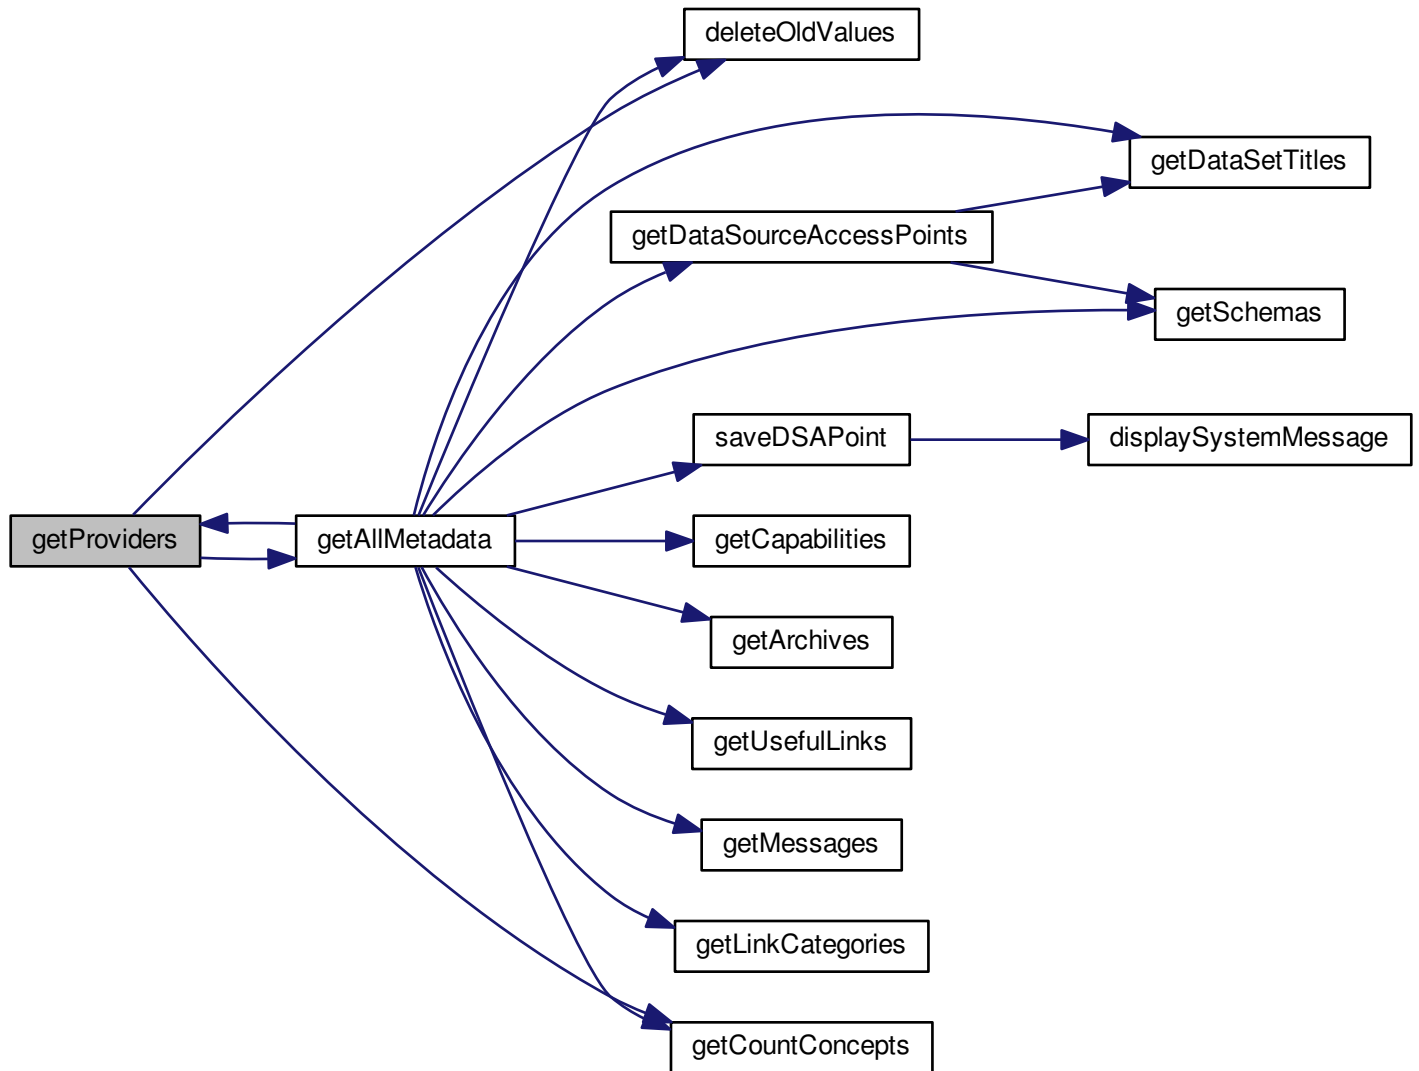 deleteOldValues
getDataSetTitles
getDataSourceAccessPoints
getSchemas
saveDSAPoint
displaySystemMessage
getProviders
getAllMetadata
getCapabilities
getArchives
getUsefulLinks
getMessages
getLinkCategories
getCountConcepts